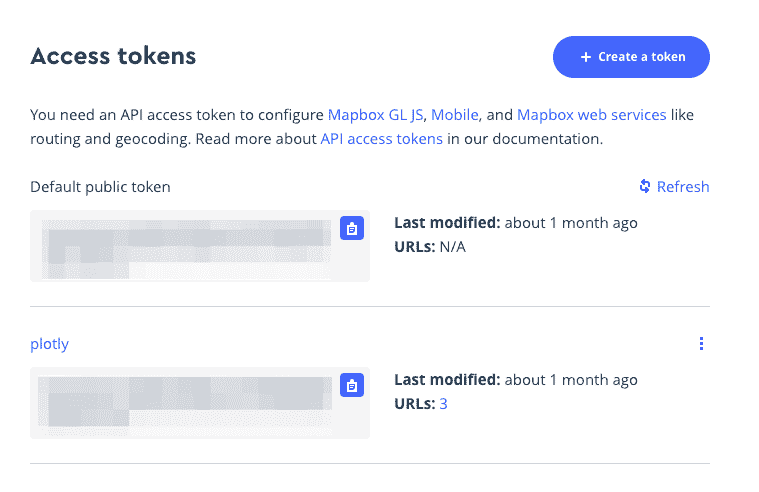 Access tokens
+ Create a token
You need an API access token to configure Mapbox GL JS, Mobile, and Mapbox web services like
routing and geocoding. Read more about API access tokens in our documentation.
Default public token
Refresh
Last modified: about 1 month ago
URLs: N/A
plotly
Last modified: about 1 month ago
URLs: 3